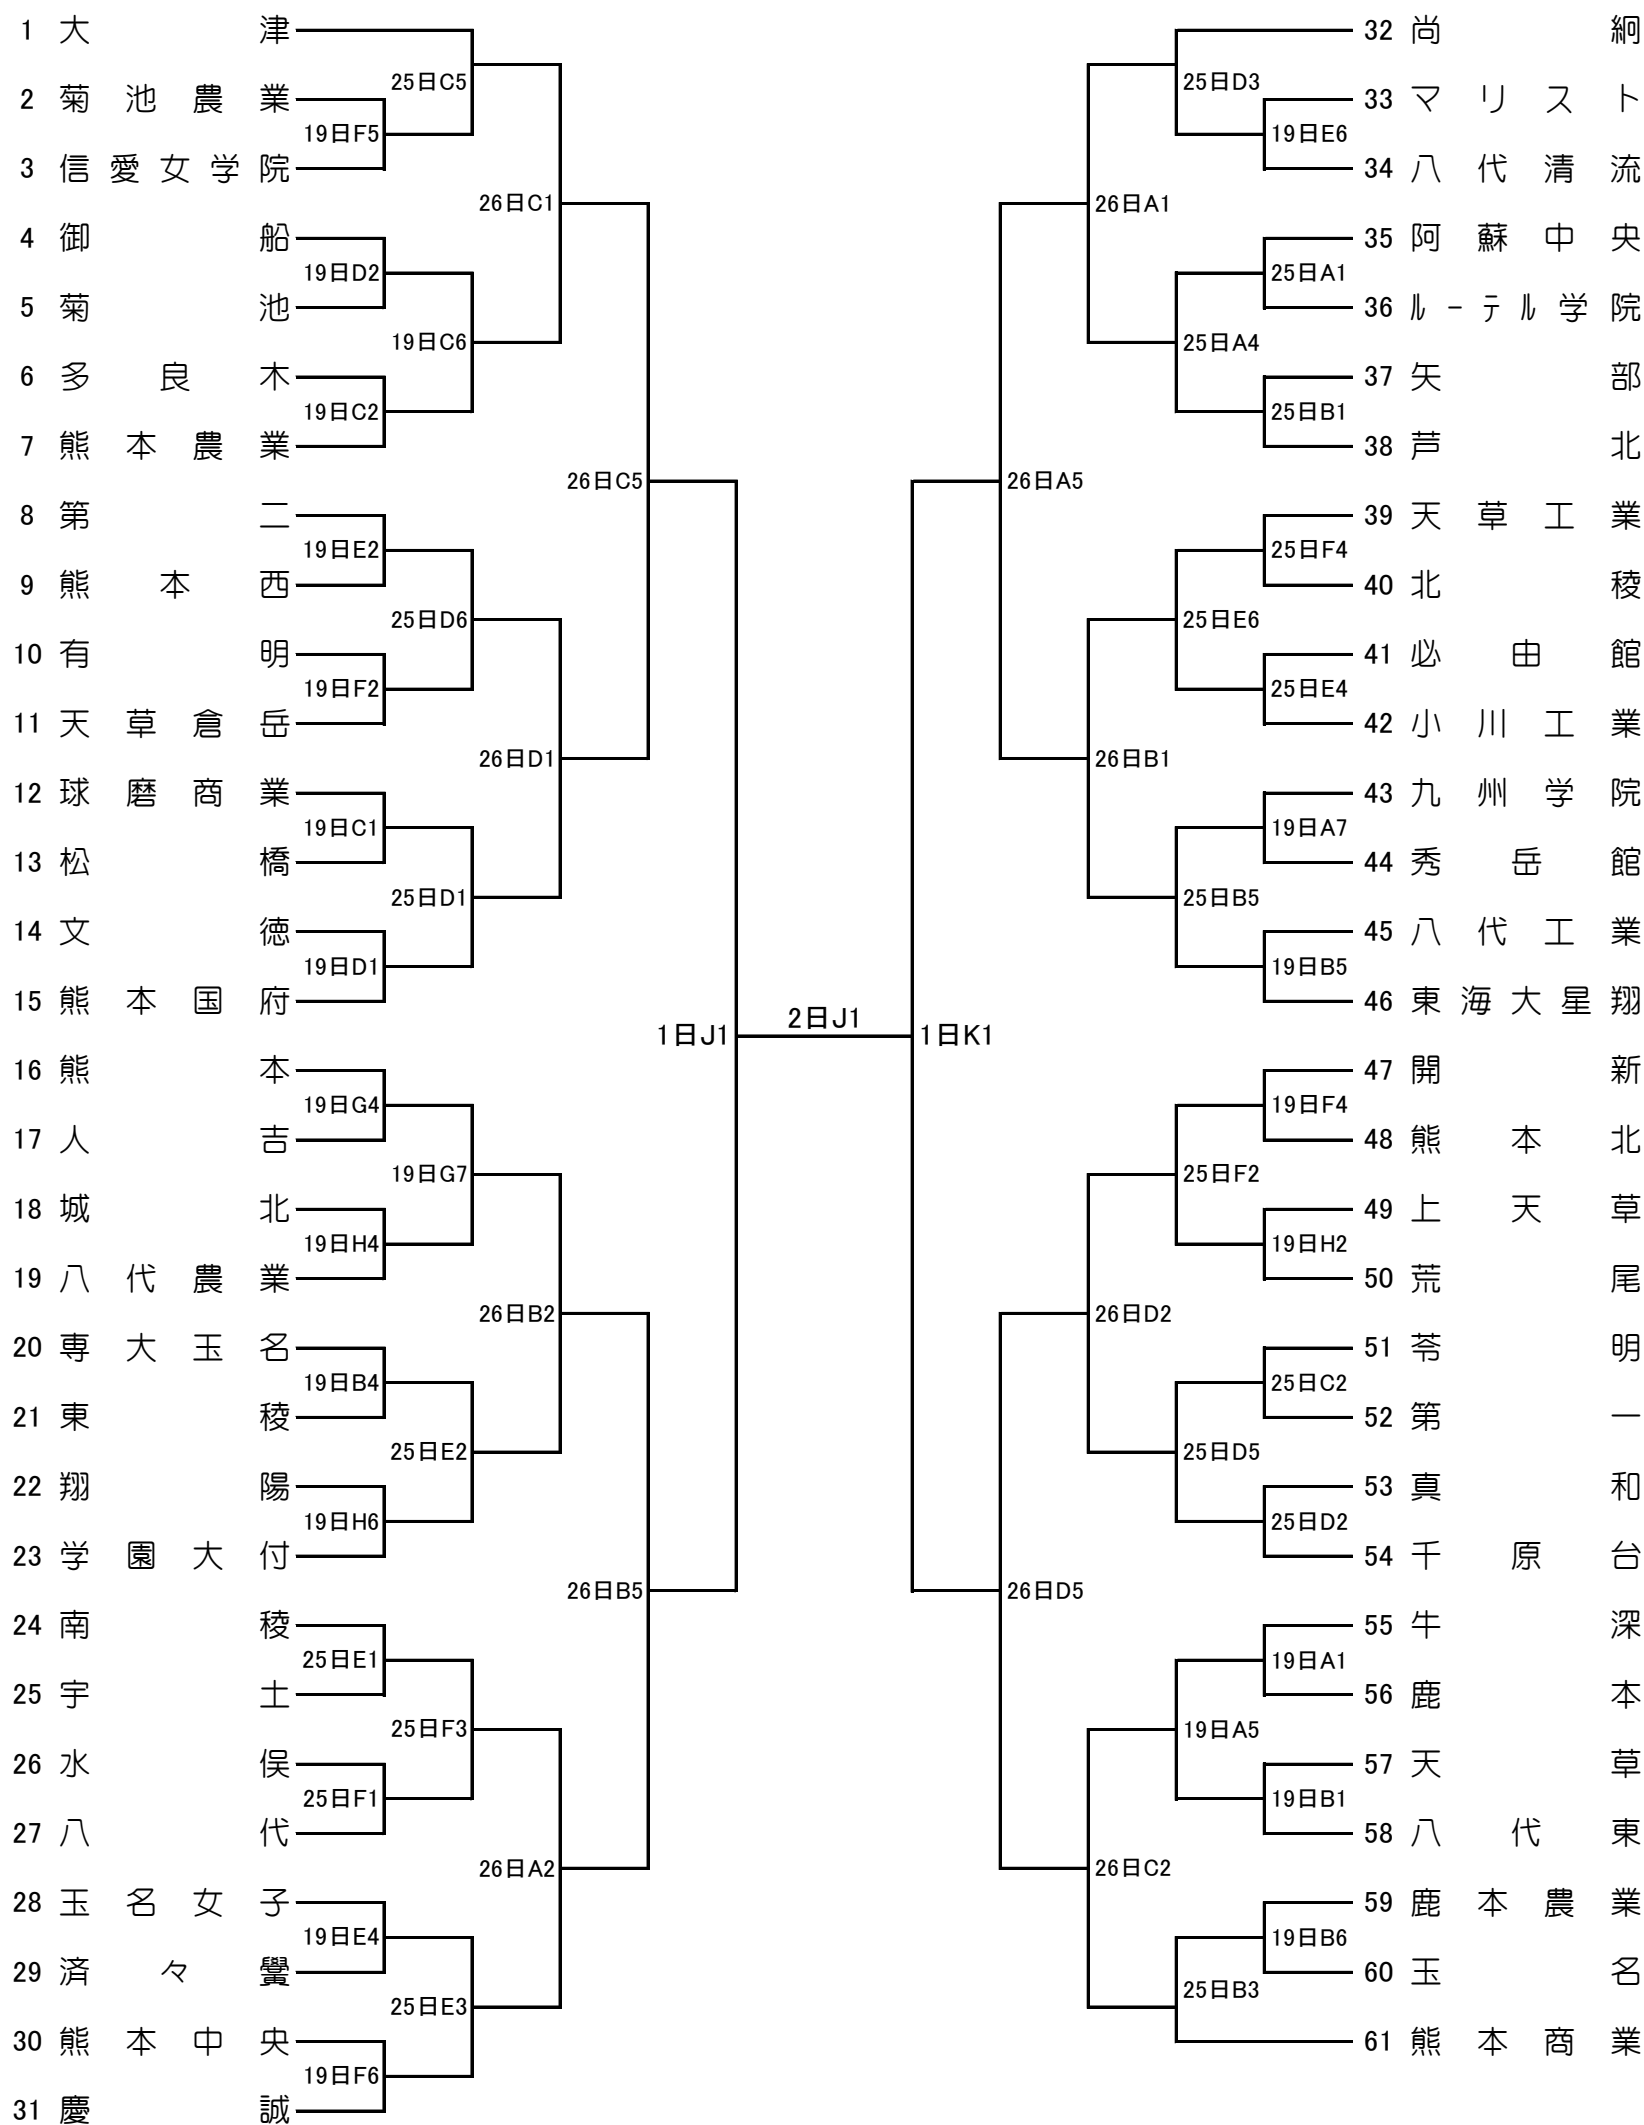 1 大津
2 菊池農業
3 信愛女学院
4 御船
5 菊池
6 多良木
7 熊本農業
8 第二
9 熊本西
10 有明
11 天草倉岳
12 球磨商業
13 松橋
14 文徳
15 熊本国府
16 熊本
17 人吉
18 城北
19 八代農業
20 専大玉名
21 東稜
22 翔陽
23 学園大付
24 南稜
25 宇土
26 水俣
27 八代
28 玉名女子
29 済々黌
30 熊本中央
31 慶誠
19日F5
19日D2
19日C2
19日E2
19日F2
19日C1
19日D1
19日G4
19日H4
19日B4
19日H6
25日E1
25日F1
19日E4
19日F6
25日C5
19日C6
25日D6
25日D1
19日G7
25日E2
25日F3
25日E3
26日C1
26日D1
26日B2
26日A2
26日C5
26日B5
1日J1
2日J1
1日K1
26日A5
26日D5
26日A1
26日B1
26日D2
26日C2
25日D3
25日A4
25日E6
25日B5
25日F2
25日D5
19日A5
25日B3
19日E6
25日A1
25日B1
25日F4
25日E4
19日A7
19日B5
19日F4
19日H2
25日C2
25日D2
19日A1
19日B1
19日B6
32 尚絅
33 マリスト
34 八代清流
35 阿蘇中央
36 ﾙｰﾃﾙ学院
37 矢部
38 芦北
39 天草工業
40 北稜
41 必由館
42 小川工業
43 九州学院
44 秀岳館
45 八代工業
46 東海大星翔
47 開新
48 熊本北
49 上天草
50 荒尾
51 苓明
52 第一
53 真和
54 千原台
55 牛深
56 鹿本
57 天草
58 八代東
59 鹿本農業
60 玉名
61 熊本商業